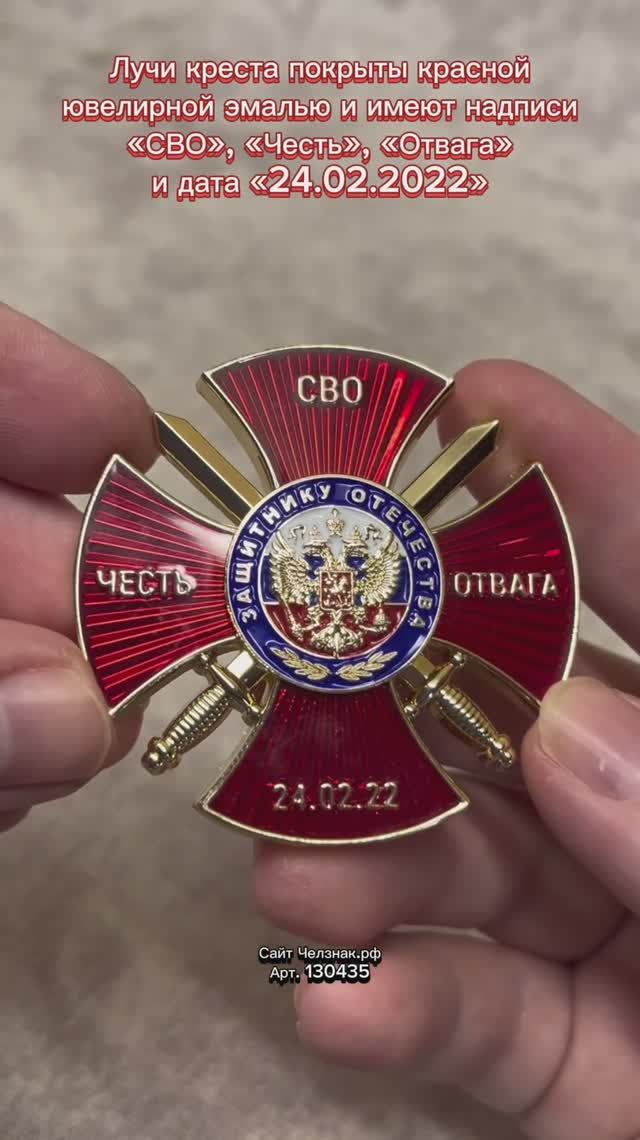 Лучи креста покрыты красной
ювелирной эмалью и имеют надписи
«СВО», «Честь», «Отвага»
и дата «24.02.2022»
СВО
ЗАЩИТНИКУ ОТЕЧЕСТВА
ЧЕСТЬ
ОТВАГА
24.02.22
Сайт Челзнак.рф
Арт. 130435